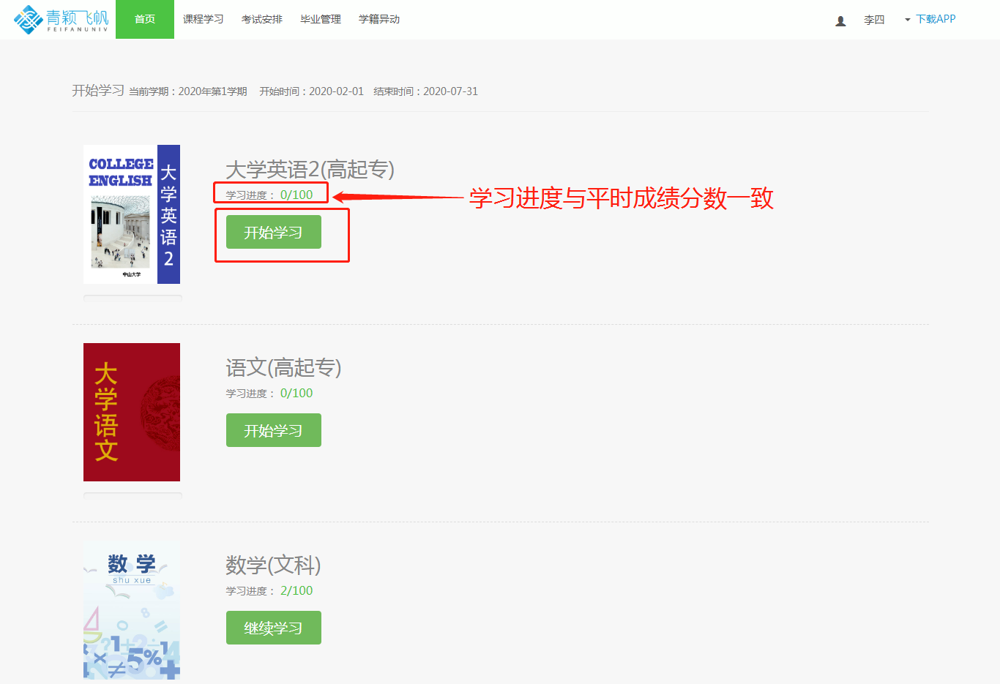 青颖飞帆
FEIFANUNIV
首页 课程学习 考试安排 毕业管理 学籍异动
李四 下载APP
开始学习 当前学期：2020年第1学期 开始时间：2020-02-01 结束时间：2020-07-31
COLLEGE
ENGLISH
大学英语2
中山大学
大学英语2(高起专)
学习进度： 0/100
学习进度与平时成绩分数一致
开始学习
大学语文
语文(高起专)
学习进度： 0/100
开始学习
数学
shu xue
数学(文科)
学习进度： 2/100
继续学习